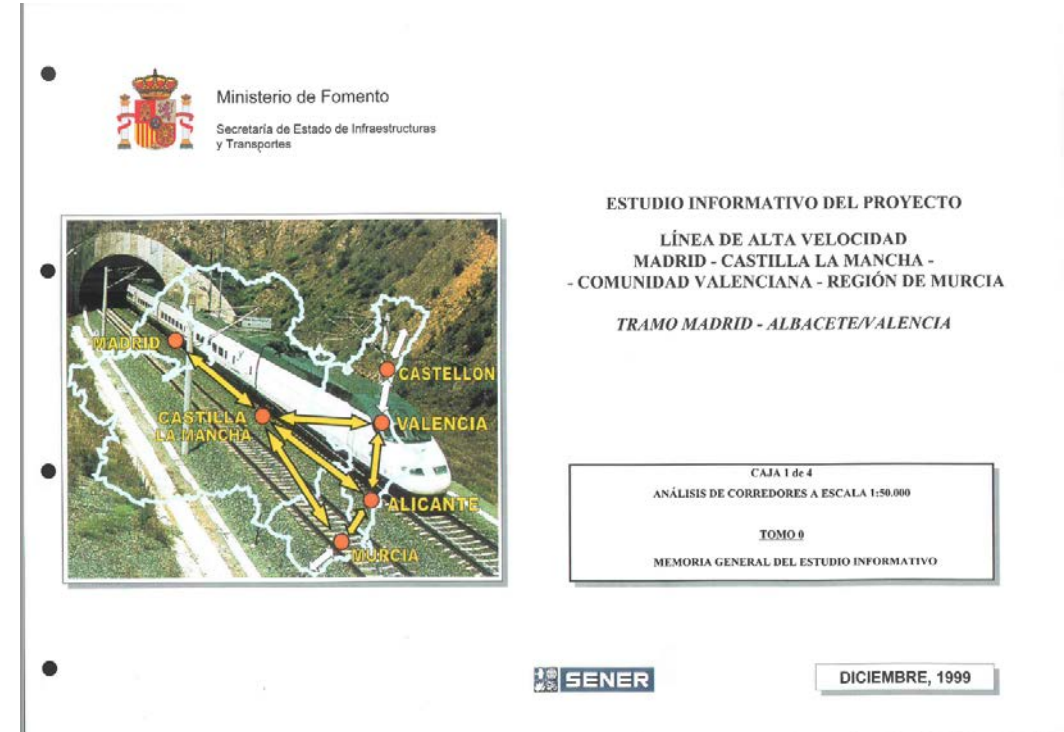 Ministerio de Fomento
Secretaría de Estado de Infraestructuras
y Transportes
ESTUDIO INFORMATIVO DEL PROYECTO
LÍNEA DE ALTA VELOCIDAD
MADRID - CASTILLA LA MANCHA -
- COMUNIDAD VALENCIANA - REGIÓN DE MURCIA
TRAMO MADRID - ALBACETE/VALENCIA
MADRID
CASTELLON
CASTILLA
LA MANCHA
VALENCIA
ALICANTE
MURCIA
CAJA 1 de 4
ANÁLISIS DE CORREDORES A ESCALA 1:50.000
TOMO 0
MEMORIA GENERAL DEL ESTUDIO INFORMATIVO
SENER
DICIEMBRE, 1999